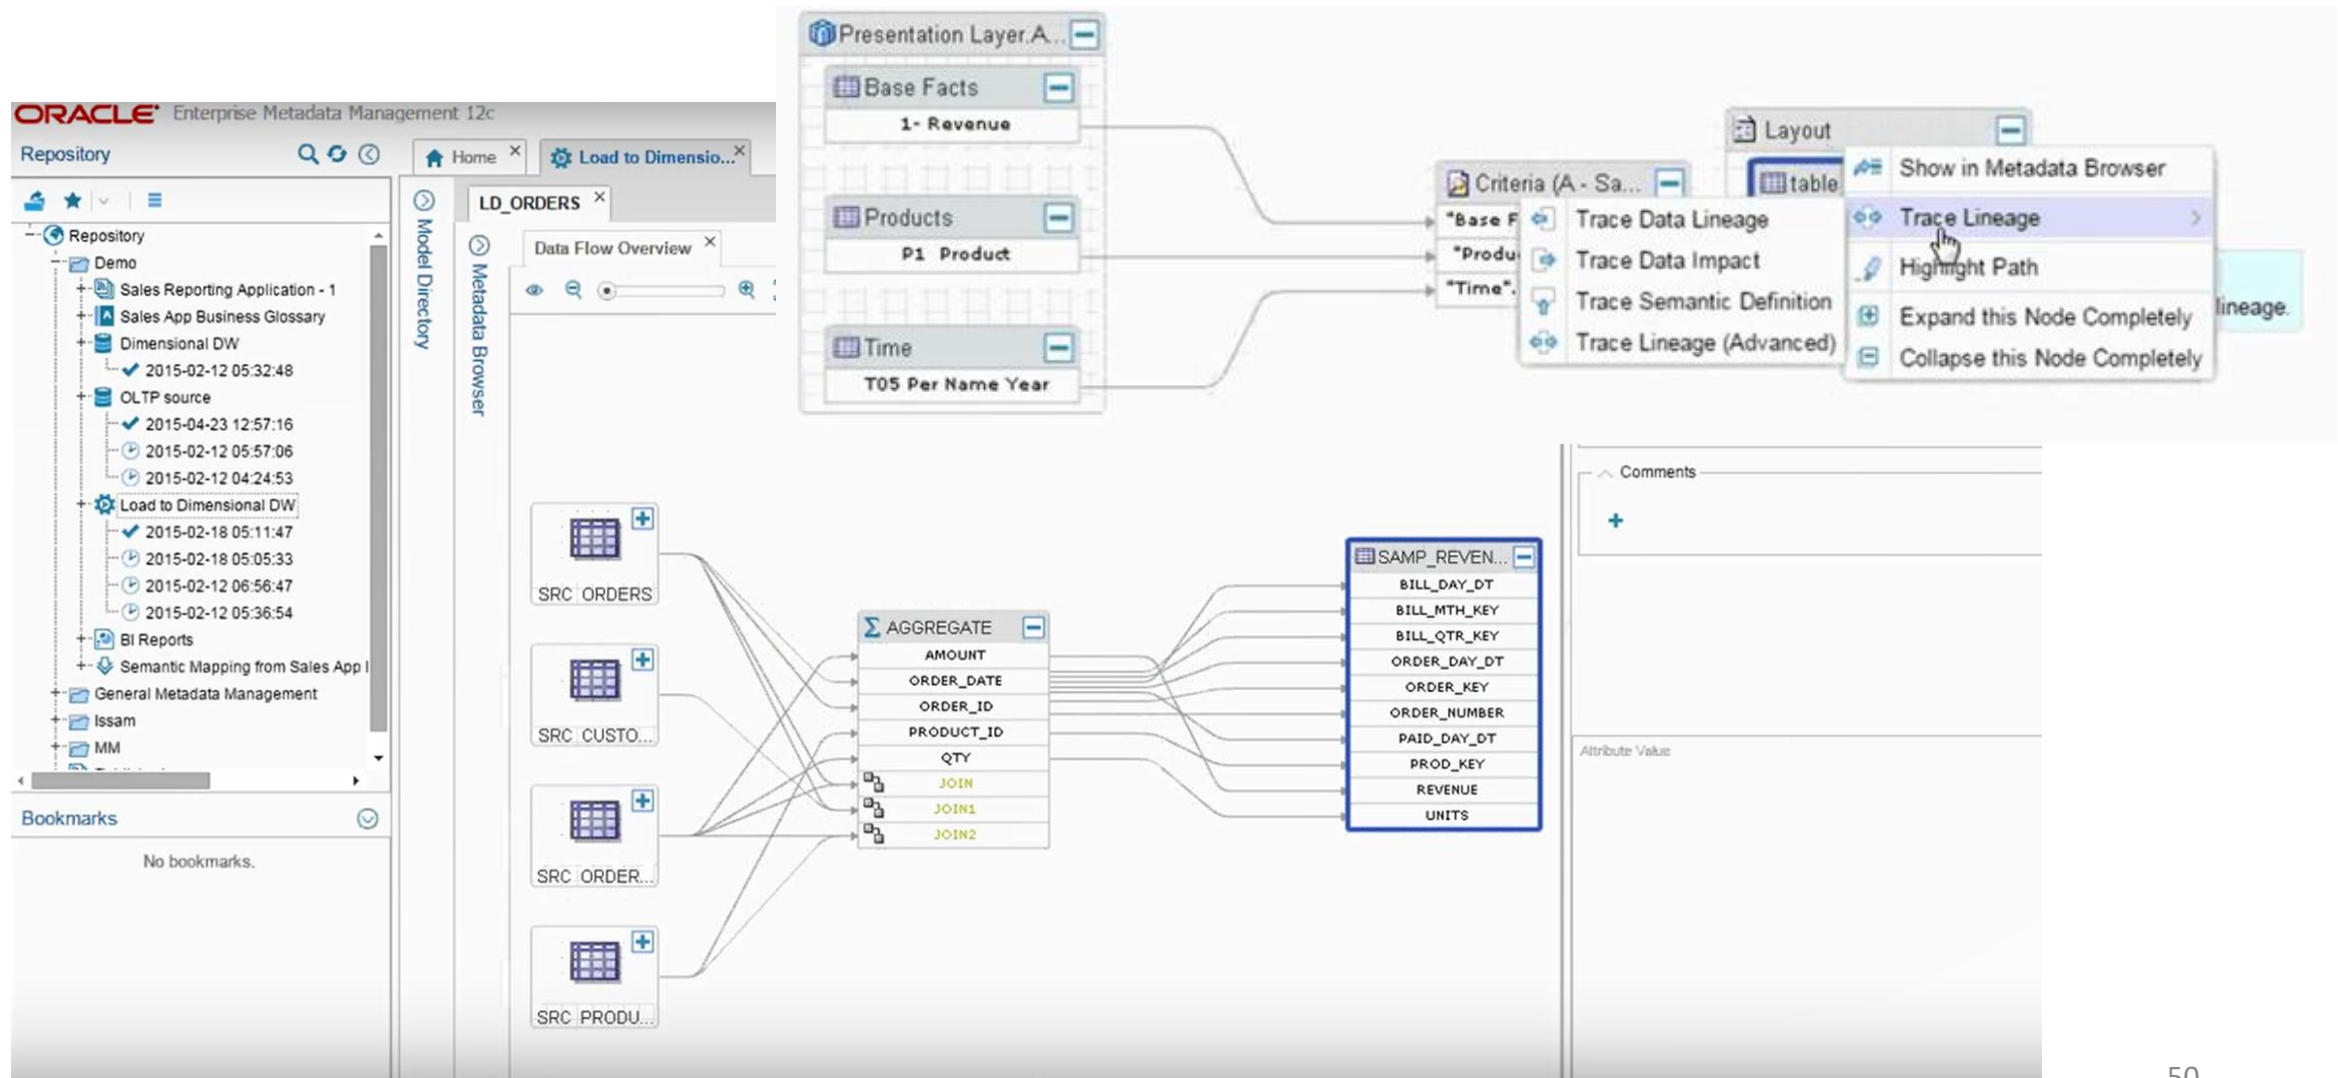 Presentation Layer.A...
Base Facts
1- Revenue
Products
P1 Product
Time
T05 Per Name Year
Criteria (A - Sa...
"Base F
"Produ
"Time".
Layout
table
Trace Data Lineage
Trace Data Impact
Trace Semantic Definition
Trace Lineage (Advanced)
Show in Metadata Browser
Trace Lineage
Highlight Path
Expand this Node Completely
Collapse this Node Completely
lineage.
ORACLE Enterprise Metadata Management 12c
Repository
Home
Load to Dimensio...
LD_ORDERS
Data Flow Overview
Model Directory
Metadata Browser
Repository
Demo
Sales Reporting Application - 1
Sales App Business Glossary
Dimensional DW
2015-02-12 05:32:48
OLTP source
2015-04-23 12:57:16
2015-02-12 05:57:06
2015-02-12 04:24:53
Load to Dimensional DW
2015-02-18 05:11:47
2015-02-18 05:05:33
2015-02-12 06:56:47
2015-02-12 05:36:54
BI Reports
Semantic Mapping from Sales App
General Metadata Management
Issam
MM
Bookmarks
No bookmarks.
SRC ORDERS
SRC CUSTO...
SRC ORDER...
SRC PRODU...
AGGREGATE
AMOUNT
ORDER_DATE
ORDER_ID
PRODUCT_ID
QTY
JOIN
JOIN1
JOIN2
SAMP_REVEN...
BILL_DAY_DT
BILL_MTH_KEY
BILL_QTR_KEY
ORDER_DAY_DT
ORDER_KEY
ORDER_NUMBER
PAID_DAY_DT
PROD_KEY
REVENUE
UNITS
Comments
Attribute Value
50